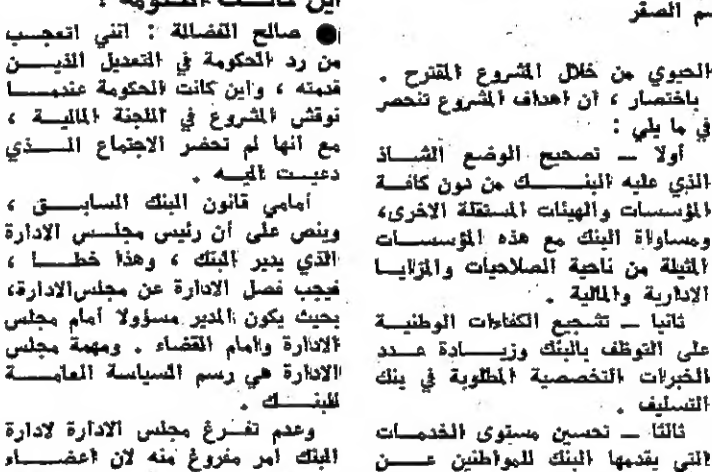 سم الصقر
الحيوي من خلال المشروع المقترح .
باختصار ، ان اهداف المشروع تنحصر
في ما يلي :
أولا — تصحيح الوضع الشاذ
الذي عليه البنك من دون كافة
المؤسسات والهيئات المستقلة الاخرى،
ومساواة البنك مع هذه المؤسسات
المثيلة من ناحية الصلاحيات والمزايا
الادارية والمالية .
ثانيا — تشجيع الكفاءات الوطنية
على التوظف بالبنك وزيادة عدد
الخبرات التخصصية المطلوبة في بنك
التسليف .
ثالثا — تحسين مستوى الخدمات
التي يقدمها البنك للمواطنين عن
اين كانت الحكومة ؟
● صالح الفضالة : انني اتعجب
من رد الحكومة في التعديل الذين
قدمته ، واين كانت الحكومة عندما
نوقش المشروع في اللجنة المالية ،
مع انها لم تحضر الاجتماع الذي
دعيت اليه .
أمامي قانون البنك السابق ،
وينص على أن رئيس مجلس الادارة
الذي يدير البنك ، وهذا خطا ،
فيجب فصل الادارة عن مجلس الادارة،
بحيث يكون المدير مسؤولا أمام مجلس
الادارة وامام القضاء . ومهمة مجلس
الادارة هي رسم السياسة العامة
للبنك .
وعدم تفرغ مجلس الادارة لادارة
البنك امر مفروغ منه لان اعضاء